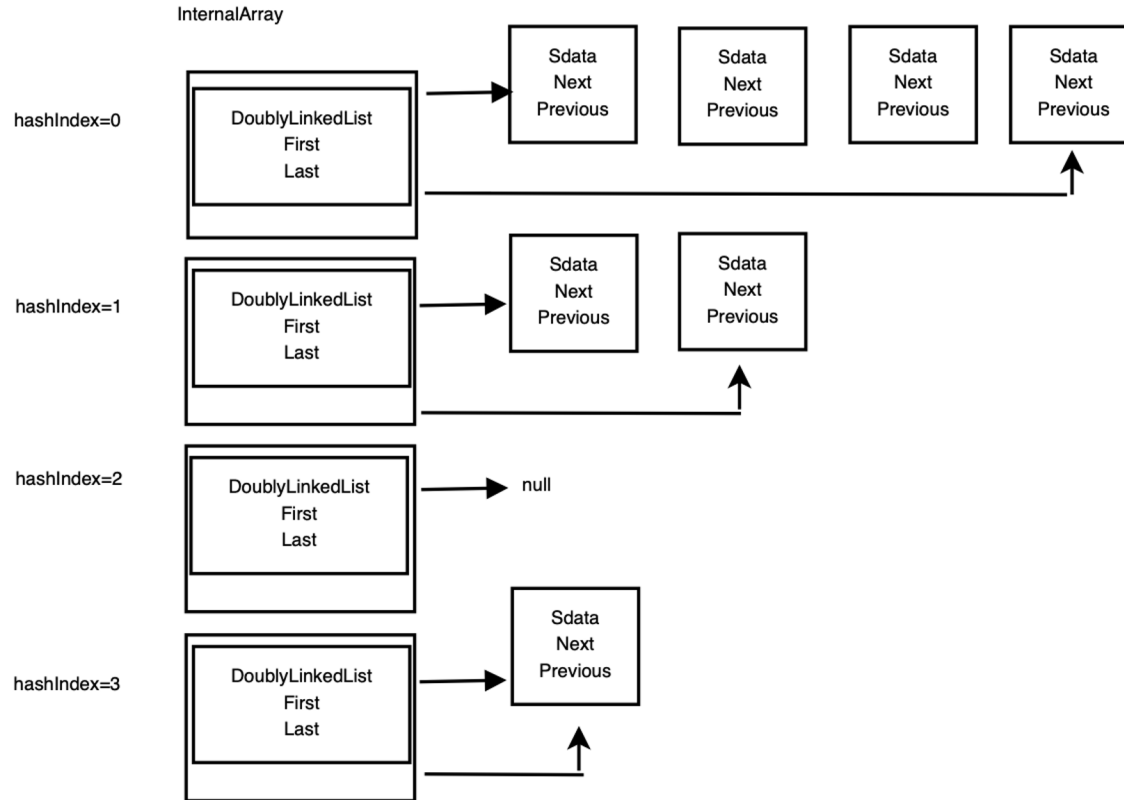 InternalArray
hashIndex=0
DoublyLinkedList
First
Last
Sdata
Next
Previous
Sdata
Next
Previous
Sdata
Next
Previous
Sdata
Next
Previous
hashIndex=1
DoublyLinkedList
First
Last
Sdata
Next
Previous
Sdata
Next
Previous
hashIndex=2
DoublyLinkedList
First
Last
null
hashIndex=3
DoublyLinkedList
First
Last
Sdata
Next
Previous